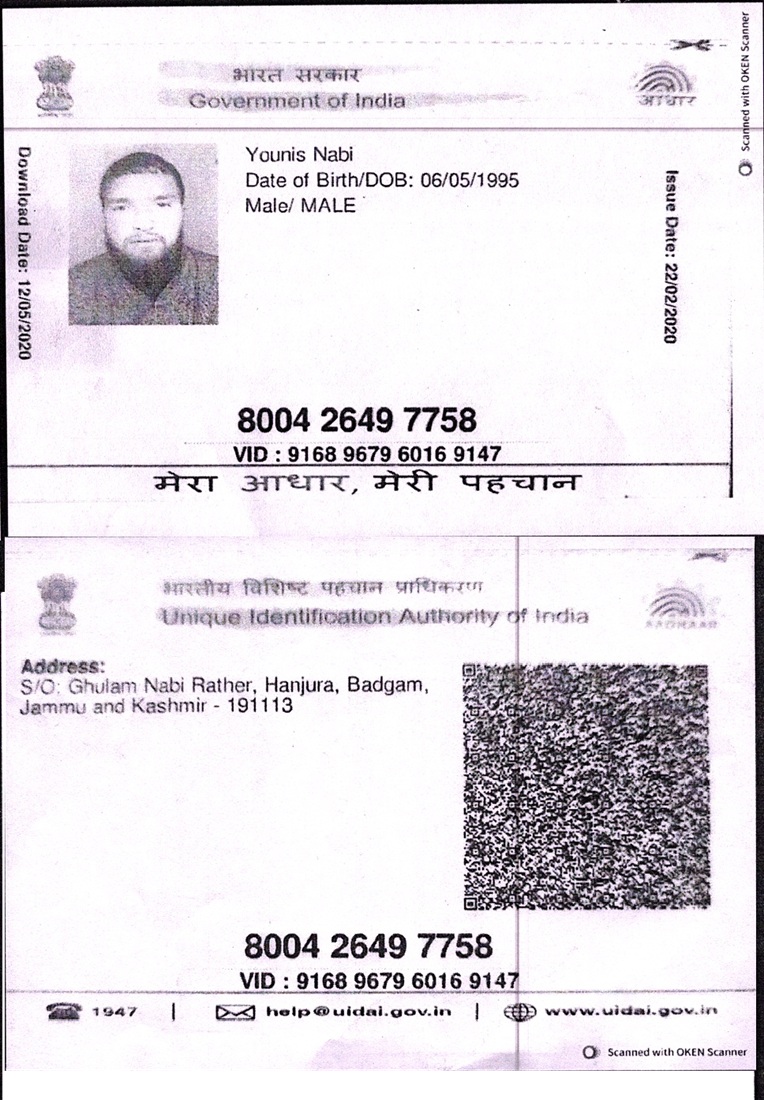 भारत सरकार
Government of India
आधार
Scanned with OKEN Scanner
Download Date: 12/05/2020
Younis Nabi
Date of Birth/DOB: 06/05/1995
Male/ MALE
Issue Date: 22/02/2020
8004 2649 7758
VID : 9168 9679 6016 9147
मेरा आधार, मेरी पहचान
भारतीय विशिष्ट पहचान प्राधिकरण
Unique Identification Authority of India
AADHAAR
Address:
S/O: Ghulam Nabi Rather, Hanjura, Badgam,
Jammu and Kashmir - 191113
8004 2649 7758
VID : 9168 9679 6016 9147
1947 | help@uidai.gov.in | www.uidai.gov.in
Scanned with OKEN Scanner